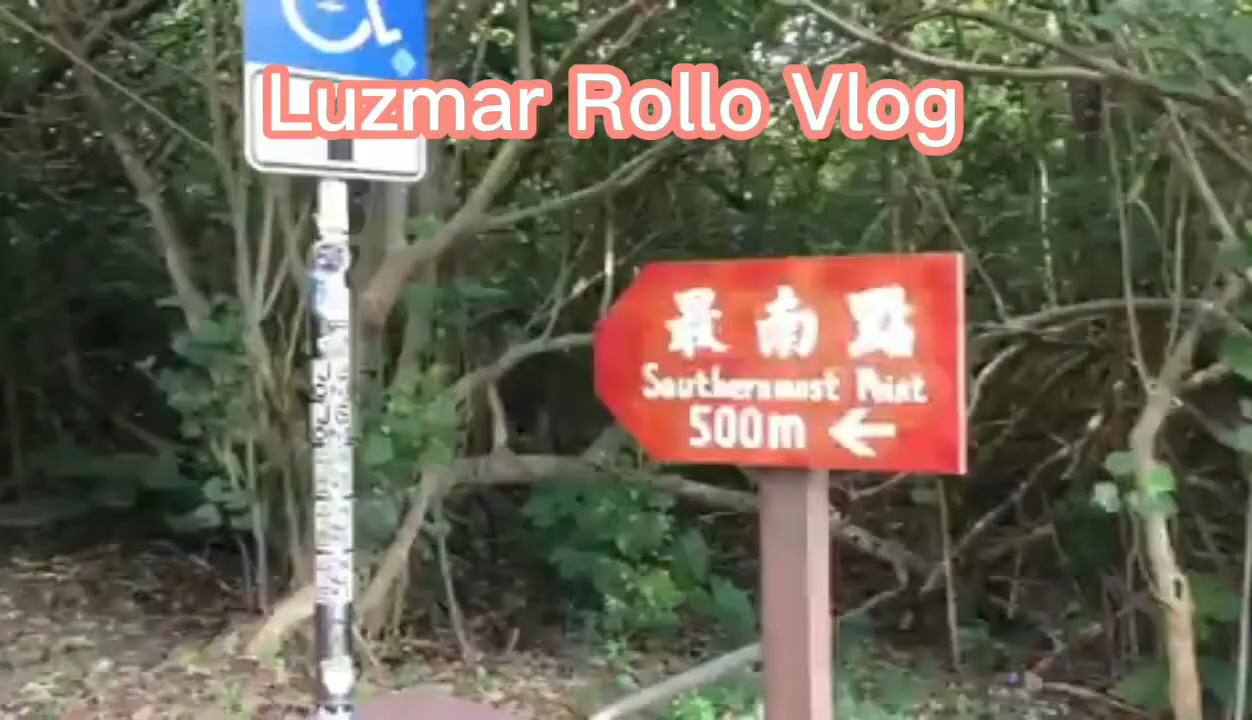 Luzmar Rollo Vlog
最南點
Southernmost Point
500m ←